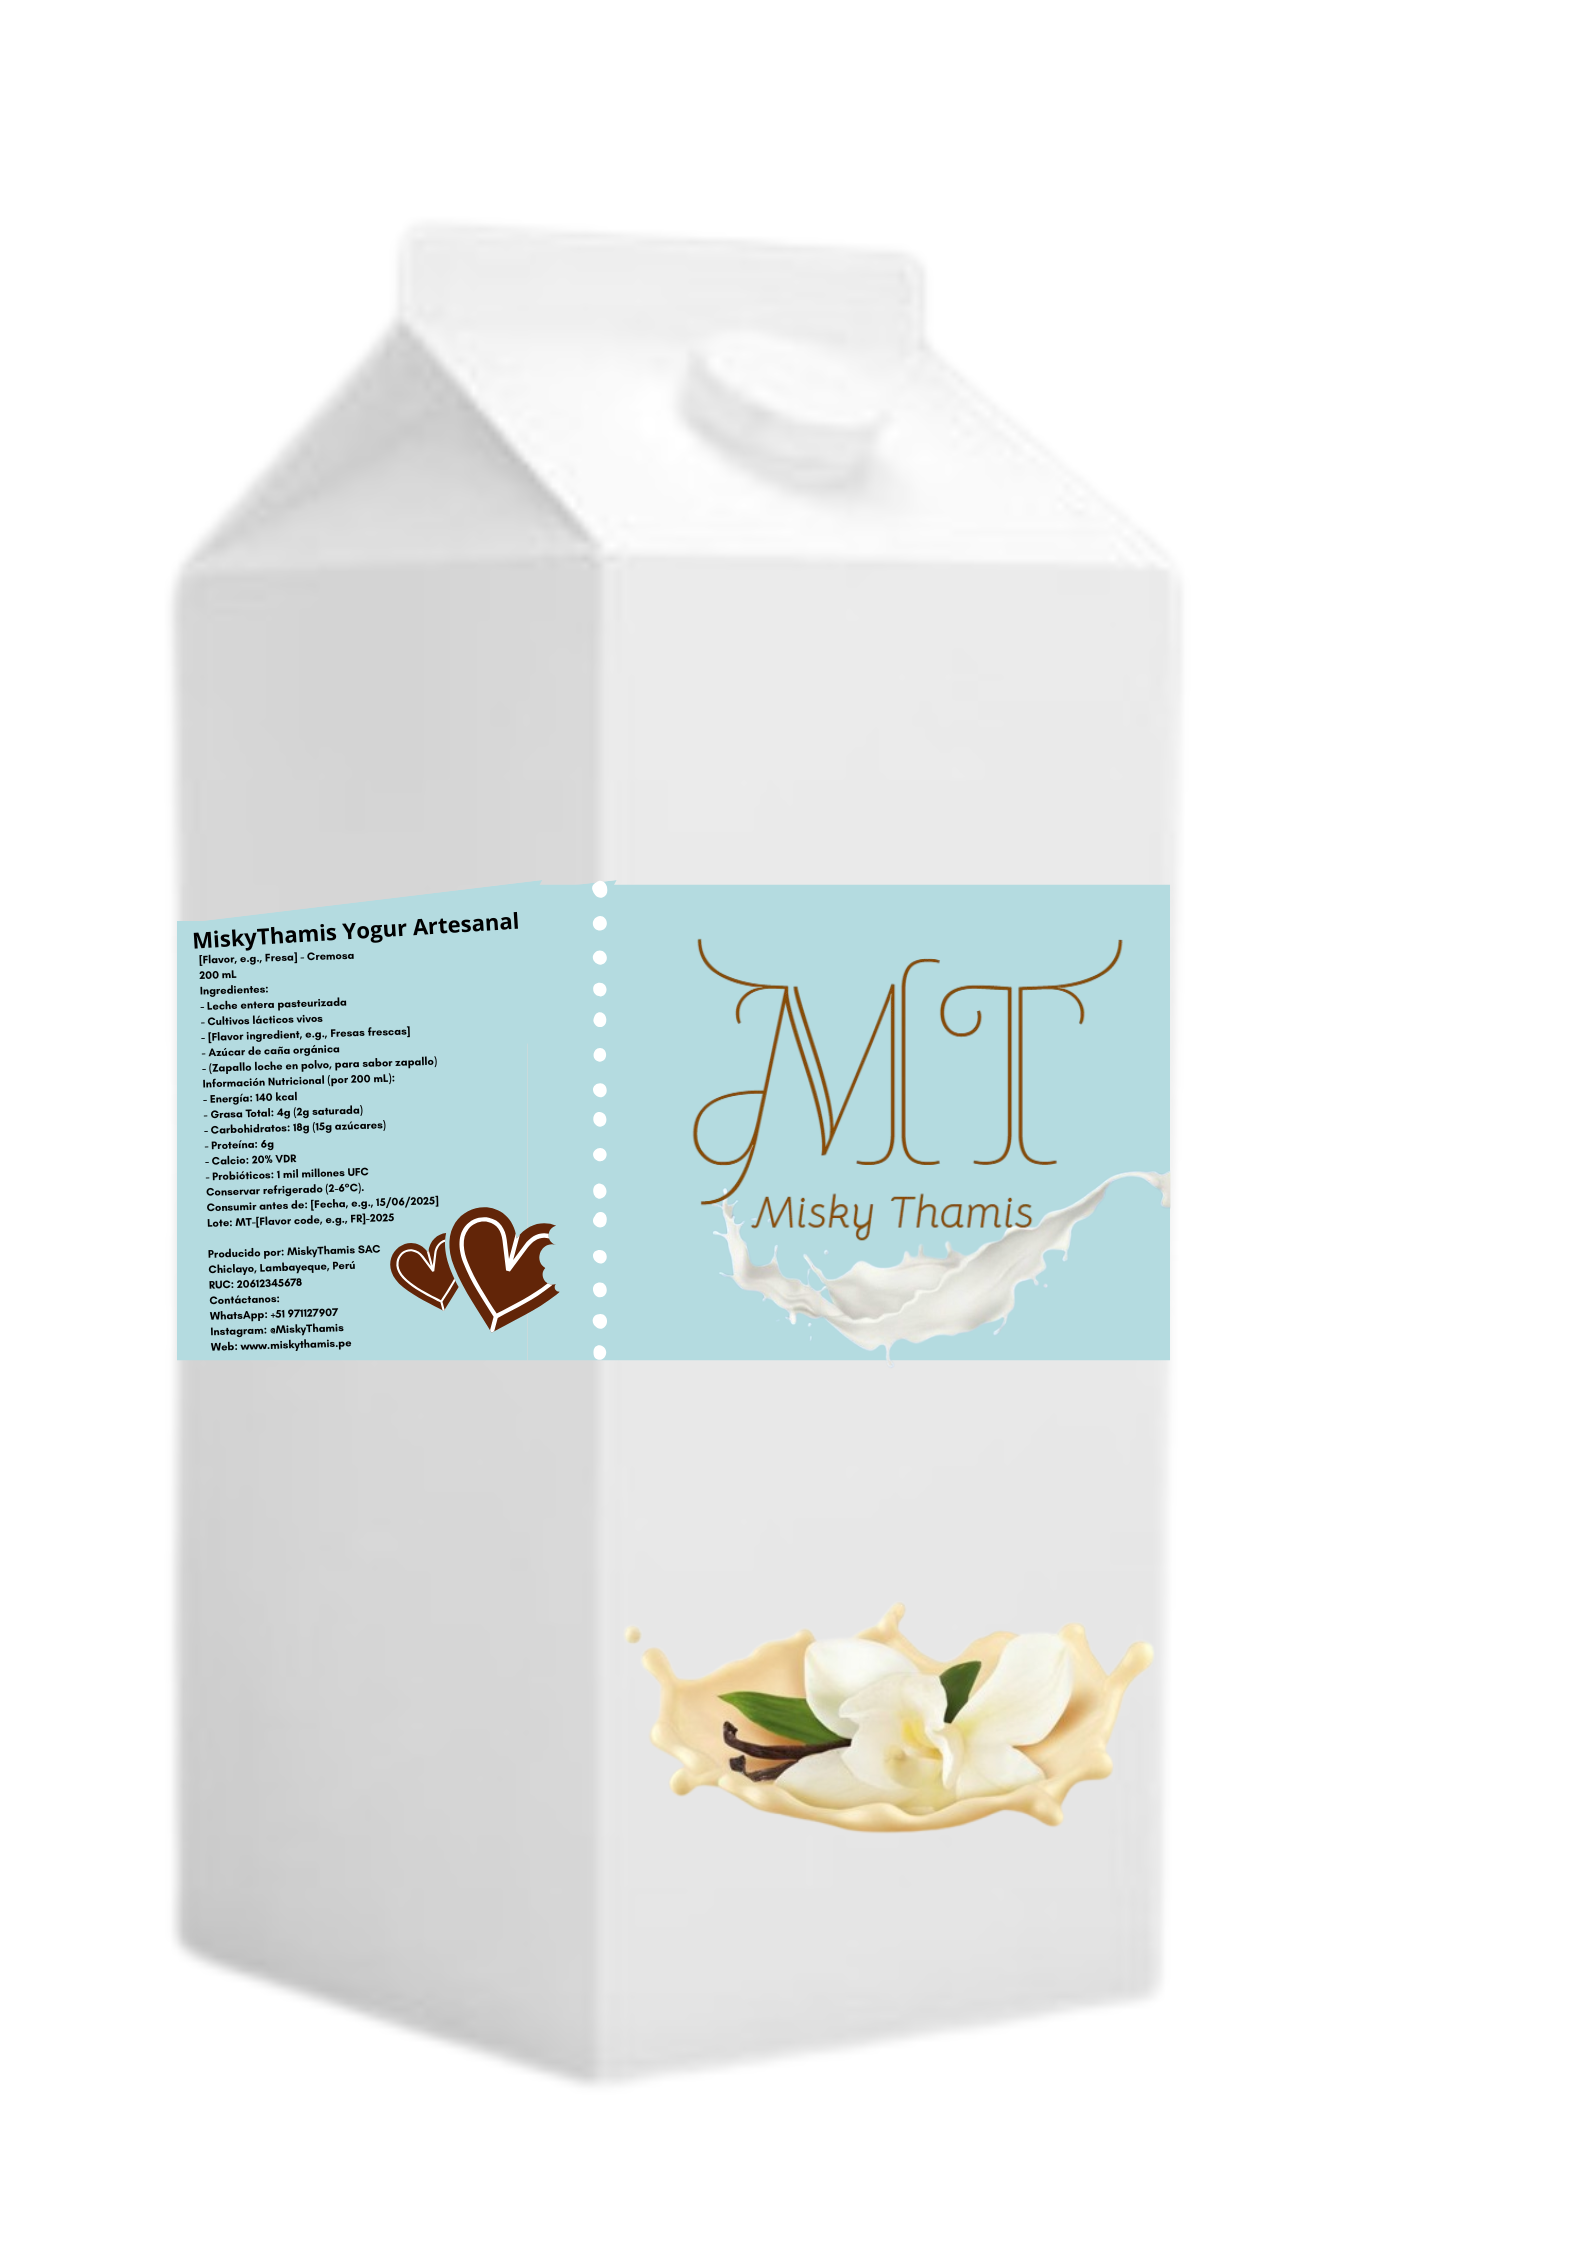 MiskyThamis Yogur Artesanal
[Flavor, e.g., Fresa] - Cremosa
200 mL
Ingredientes:
- Leche entera pasteurizada
- Cultivos lácticos vivos
- [Flavor ingredient, e.g., Fresas frescas]
- Azúcar de caña orgánica
- (Zapallo loche en polvo, para sabor zapallo)
Información Nutricional (por 200 mL):
- Energía: 140 kcal
- Grasa Total: 4g (2g saturada)
- Carbohidratos: 18g (15g azúcares)
- Proteína: 6g
- Calcio: 20% VDR
- Probióticos: 1 mil millones UFC
Conservar refrigerado (2-6°C).
Consumir antes de: [Fecha, e.g., 15/06/2025]
Lote: MT-[Flavor code, e.g., FR]-2025
Producido por: MiskyThamis SAC
Chiclayo, Lambayeque, Perú
RUC: 20612345678
Contáctanos:
WhatsApp: +51 971127907
Instagram: @MiskyThamis
Web: www.miskythamis.pe
MT
Misky Thamis